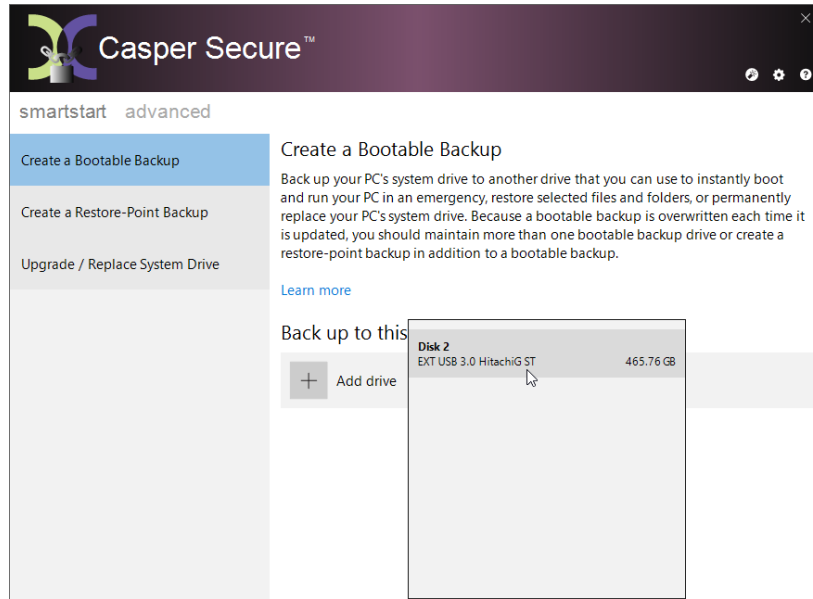 Casper Secure™
smartstart advanced
Create a Bootable Backup
Create a Restore-Point Backup
Upgrade / Replace System Drive
Create a Bootable Backup
Back up your PC's system drive to another drive that you can use to instantly boot
and run your PC in an emergency, restore selected files and folders, or permanently
replace your PC's system drive. Because a bootable backup is overwritten each time it
is updated, you should maintain more than one bootable backup drive or create a
restore-point backup in addition to a bootable backup.
Learn more
Back up to this
Add drive
Disk 2
EXT USB 3.0 HitachiG ST 465.76 GB